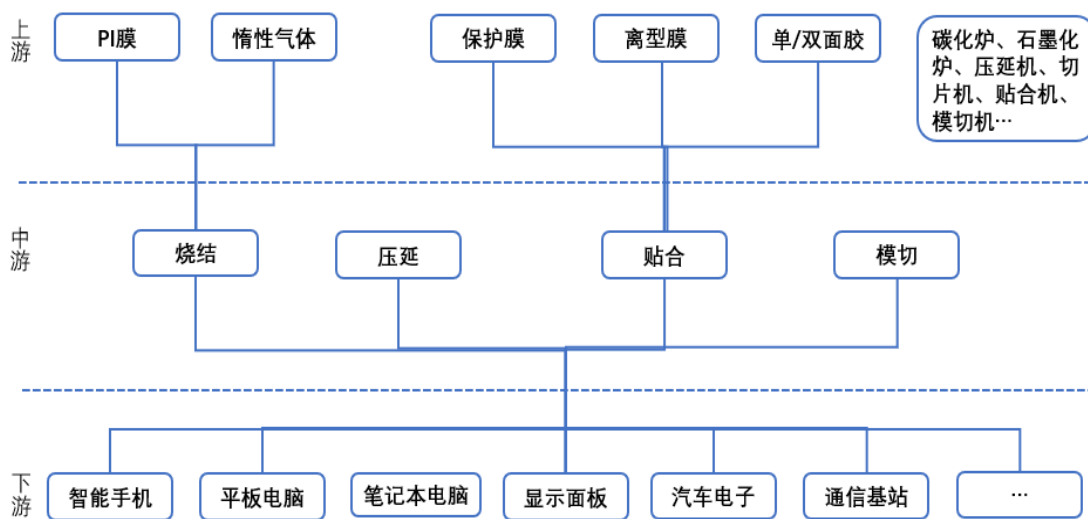 上游
PI膜
惰性气体
保护膜
离型膜
单/双面胶
碳化炉、石墨化
炉、压延机、切
片机、贴合机、
模切机…
中游
烧结
压延
贴合
模切
下游
智能手机
平板电脑
笔记本电脑
显示面板
汽车电子
通信基站
…